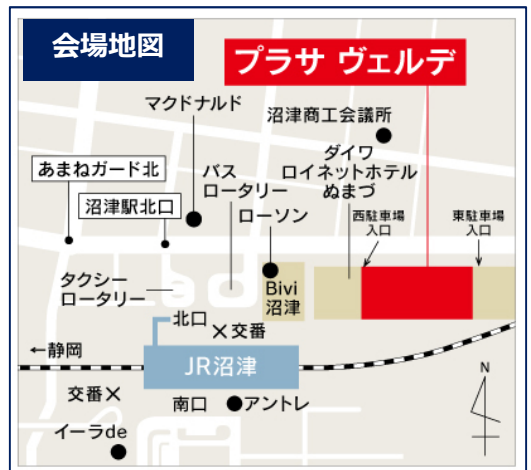 会場地図
プラサ ヴェルデ
マクドナルド
沼津商工会議所
ダイワ
ロイネットホテル
ぬまづ
あまねガード北
バス
ロータリー
沼津駅北口
ローソン
西駐車場
入口
東駐車場
入口
タクシー
ロータリー
Bivi
沼津
北口
×交番
←静岡
JR沼津
N
交番×
南口
アントレ
イーラde